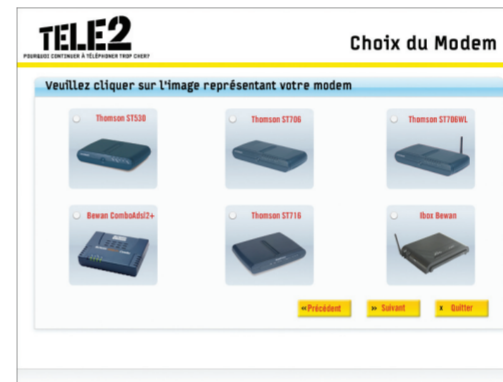 TELE2
POURQUOI CONTINUER À TÉLÉPHONER TROP CHER?
Choix du Modem
Veuillez cliquer sur l'image représentant votre modem
Thomson ST530
Thomson ST706
Thomson ST706WL
Bewan ComboAdsl2+
Thomson ST716
Ibox Bewan
«Précédent
» Suivant
x Quitter